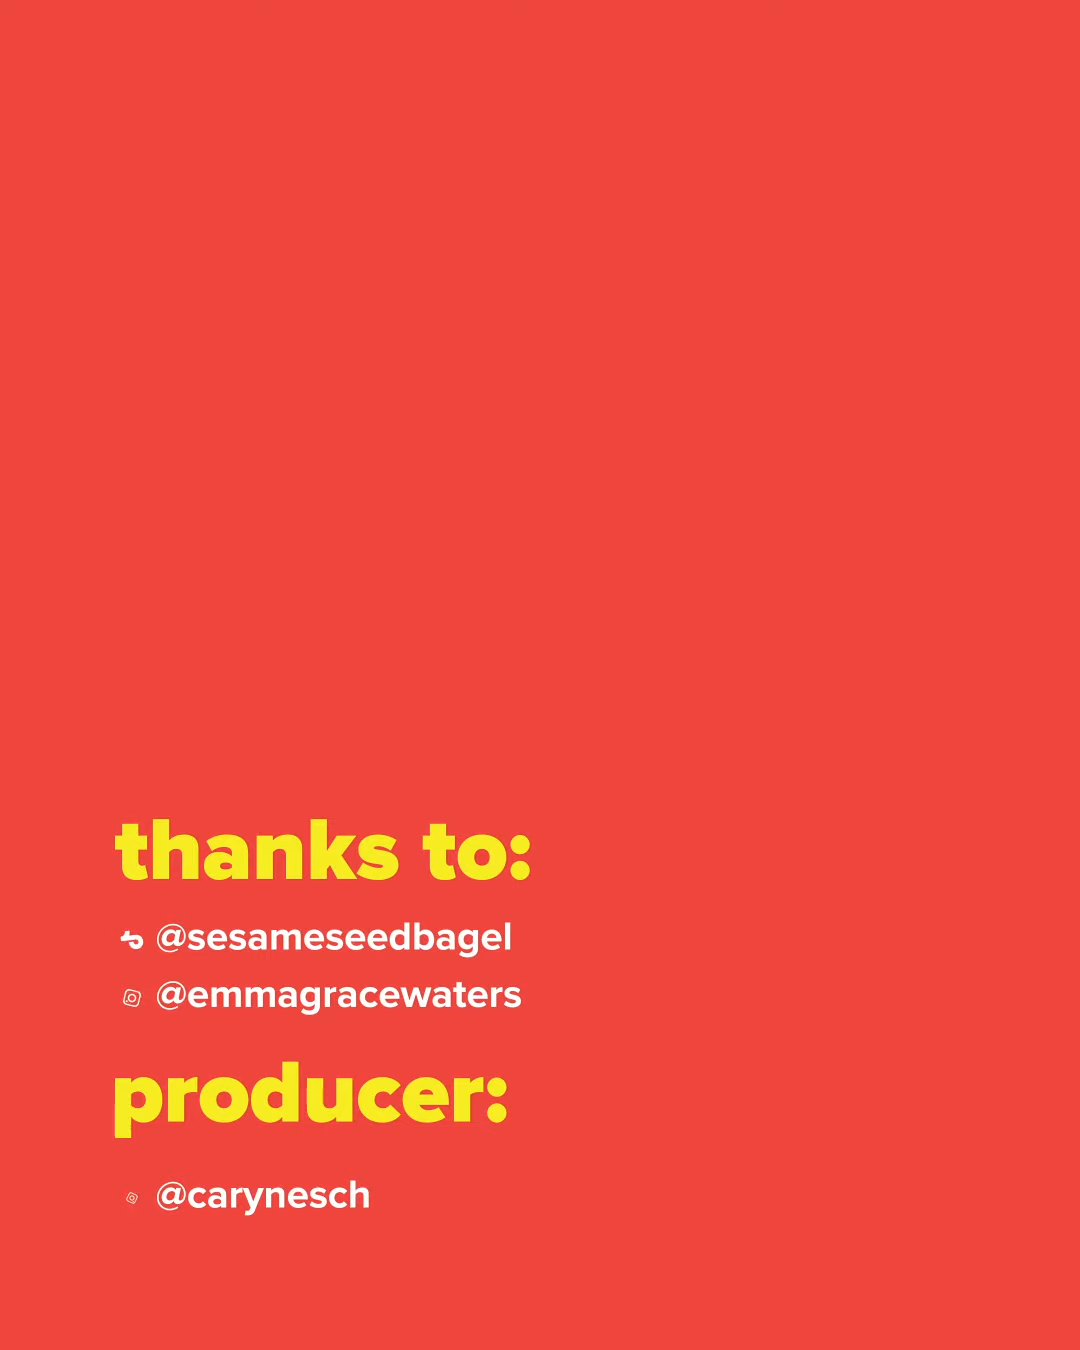 thanks to:
@sesameseedbagel
@emmagracewaters
producer:
@carynesch